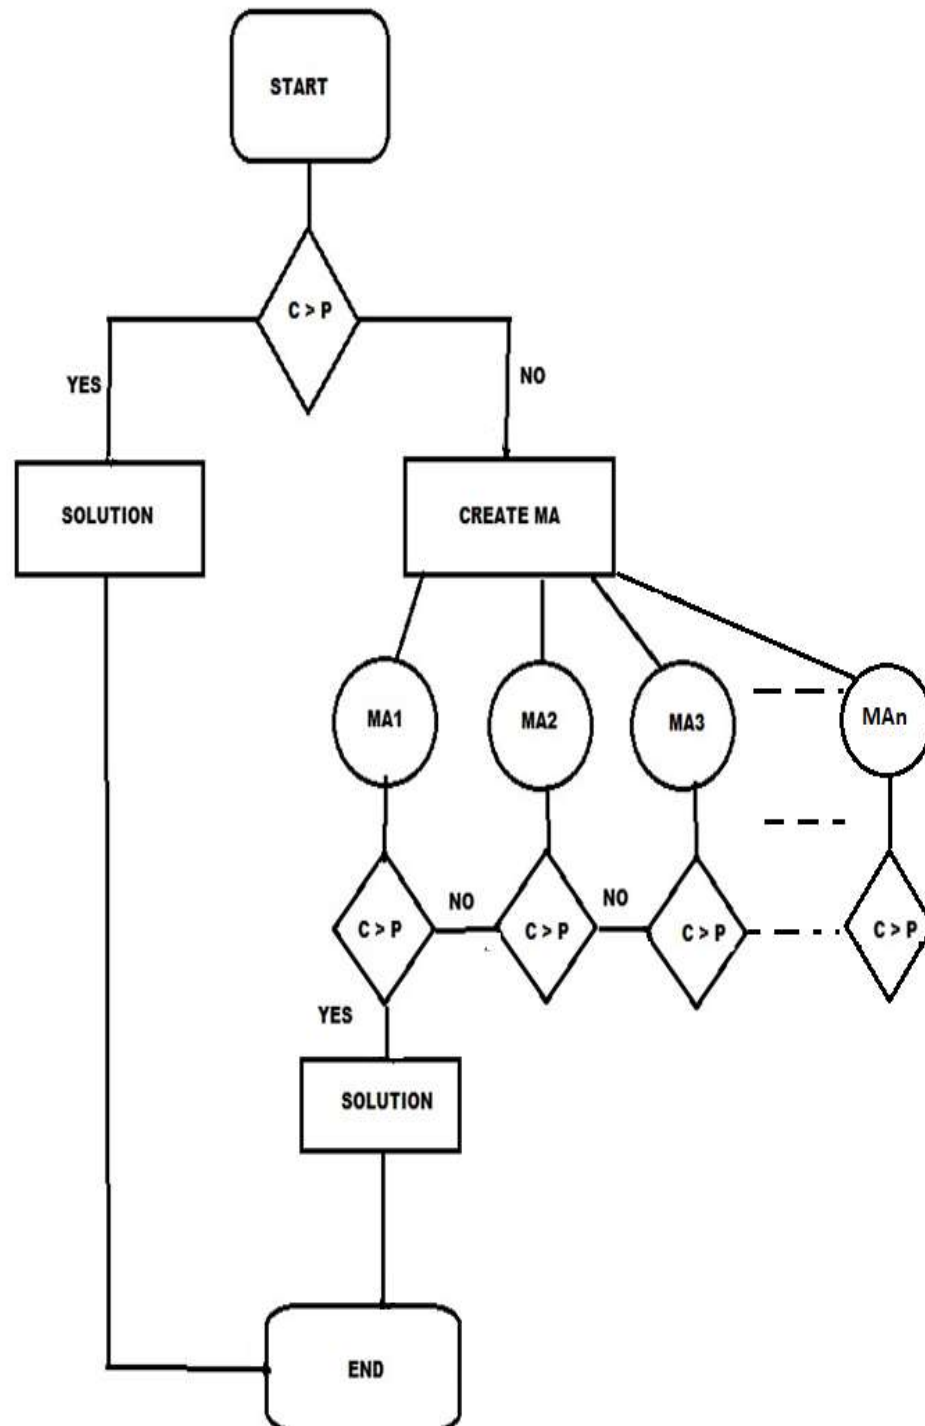 START
C > P
YES
NO
SOLUTION
CREATE MA
MA1
MA2
MA3
MAn
C > P
NO
C > P
NO
C > P
C > P
YES
SOLUTION
END